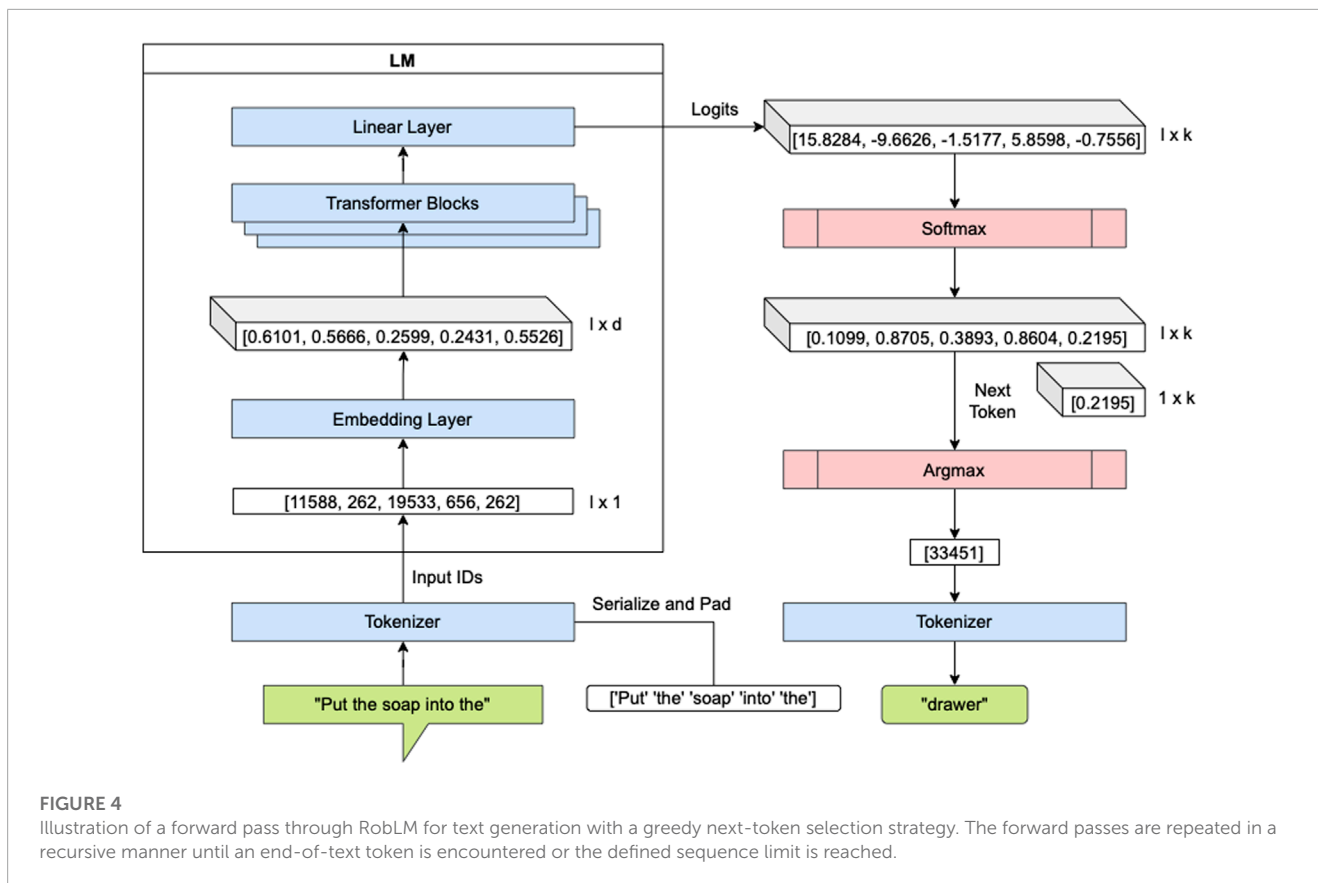 LM
Linear Layer
Logits
[15.8284, -9.6626, -1.5177, 5.8598, -0.7556]
l x k
Transformer Blocks
Softmax
[0.6101, 0.5666, 0.2599, 0.2431, 0.5526]
l x d
[0.1099, 0.8705, 0.3893, 0.8604, 0.2195]
l x k
Next
Token
[0.2195]
1 x k
Embedding Layer
Argmax
[11588, 262, 19533, 656, 262]
l x 1
[33451]
Input IDs
Serialize and Pad
Tokenizer
Tokenizer
"Put the soap into the"
['Put' 'the' 'soap' 'into' 'the']
"drawer"
FIGURE 4
Illustration of a forward pass through RobLM for text generation with a greedy next-token selection strategy. The forward passes are repeated in a
recursive manner until an end-of-text token is encountered or the defined sequence limit is reached.